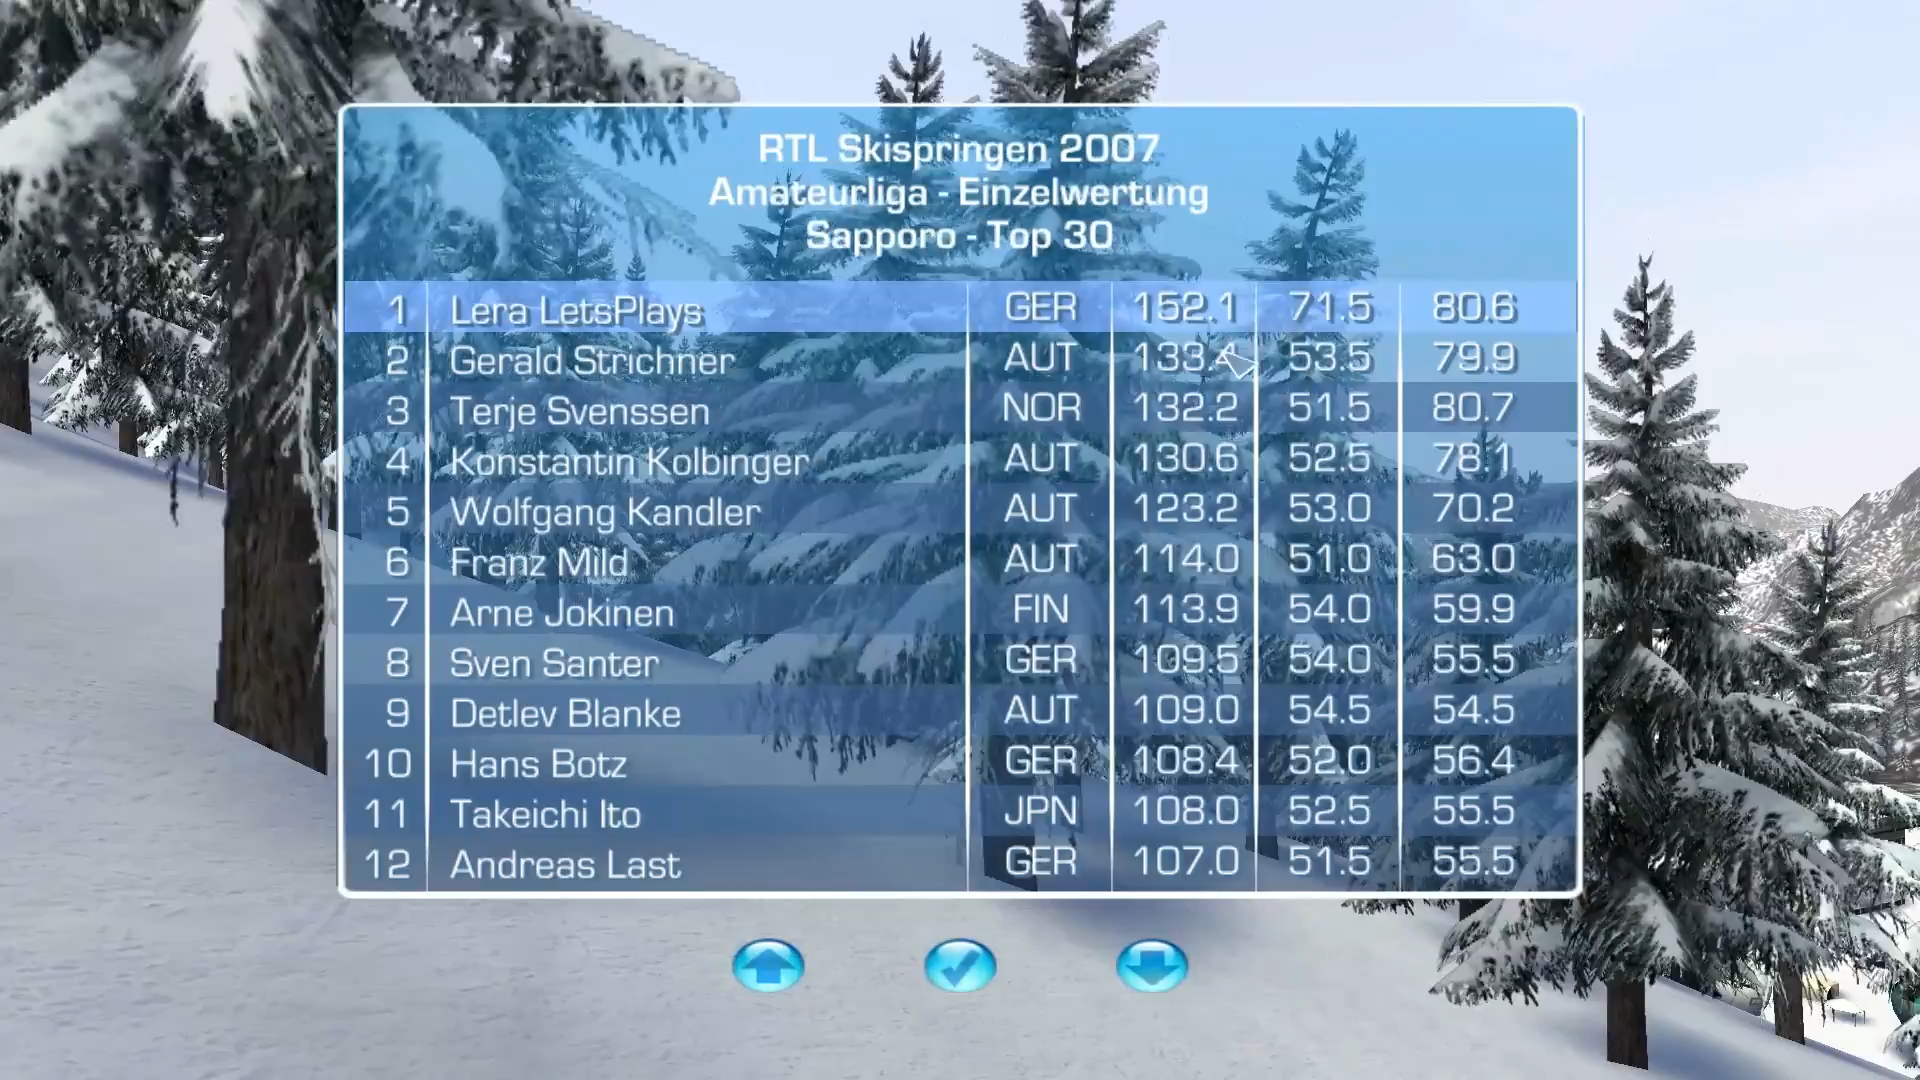 RTL Skispringen 2007
Amateurliga - Einzelwertung
Sapporo - Top 30
1 Lera LetsPlays GER 152.1 71.5 80.6
2 Gerald Strichner AUT 53.5 79.9
3 Terje Svenssen NOR 132.2 51.5 80.7
4 Konstantin Kolbinger AUT 130.6 52.5 78.1
5 Wolfgang Kandler AUT 123.2 53.0 70.2
6 Franz Mild AUT 114.0 51.0 63.0
7 Arne Jokinen FIN 113.9 54.0 59.9
8 Sven Santer GER 109.5 54.0 55.5
9 Detlev Blanke AUT 109.0 54.5 54.5
10 Hans Botz GER 108.4 52.0 56.4
11 Takeichi Ito JPN 108.0 52.5 55.5
12 Andreas Last GER 107.0 51.5 55.5